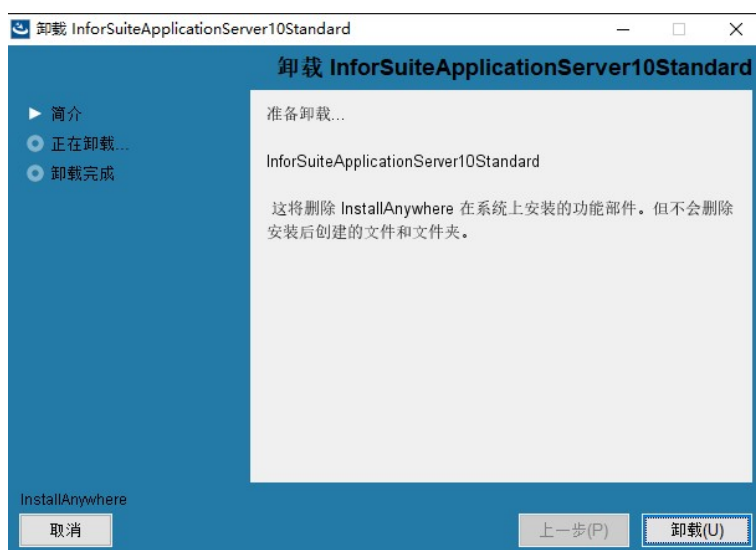 卸载 InforSuiteApplicationServer10Standard
卸载 InforSuiteApplicationServer10Standard
简介
正在卸载...
卸载完成
准备卸载...
InforSuiteApplicationServer10Standard
这将删除 InstallAnywhere 在系统上安装的功能部件。但不会删除
安装后创建的文件和文件夹。
InstallAnywhere
取消
上一步(P)
卸载(U)